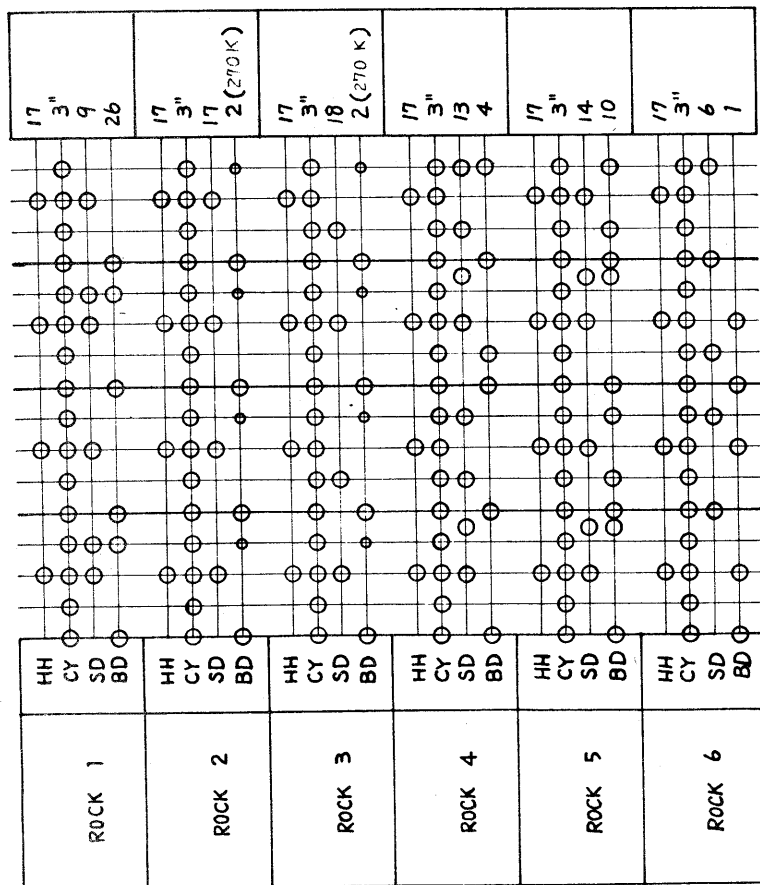 17
3"
9
26
17
3"
17
2 (270 K)
17
3"
18
2 (270 K)
17
3"
13
4
17
3"
14
10
17
3"
6
1
HH
CY
SD
BD
HH
CY
SD
BD
HH
CY
SD
BD
HH
CY
SD
BD
HH
CY
SD
BD
HH
CY
SD
BD
ROCK 1
ROCK 2
ROCK 3
ROCK 4
ROCK 5
ROCK 6